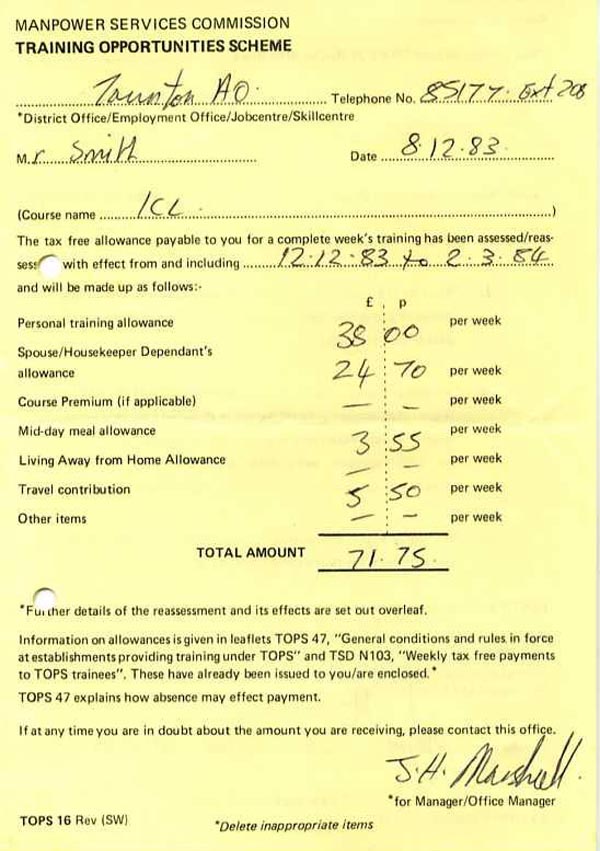 MANPOWER SERVICES COMMISSION
TRAINING OPPORTUNITIES SCHEME
Taunton AO. Telephone No. 85177. Ext 208
*District Office/Employment Office/Jobcentre/Skillcentre
Mr Smith Date 8.12.83.
(Course name ICL.)
The tax free allowance payable to you for a complete week's training has been assessed/reas-
sess with effect from and including 12.12.83 to 2.3.84
and will be made up as follows:-
£ p
Personal training allowance 38 00 per week
Spouse/Housekeeper Dependant's
allowance 24 70 per week
Course Premium (if applicable) — — per week
Mid-day meal allowance 3 55 per week
Living Away from Home Allowance — — per week
Travel contribution 5 50 per week
Other items — — per week
TOTAL AMOUNT 71.75.
*Further details of the reassessment and its effects are set out overleaf.
Information on allowances is given in leaflets TOPS 47, "General conditions and rules in force
at establishments providing training under TOPS" and TSD N103, "Weekly tax free payments
to TOPS trainees". These have already been issued to you/are enclosed.*
TOPS 47 explains how absence may effect payment.
If at any time you are in doubt about the amount you are receiving, please contact this office.
J.H. Marshall.
*for Manager/Office Manager
TOPS 16 Rev (SW) *Delete inappropriate items